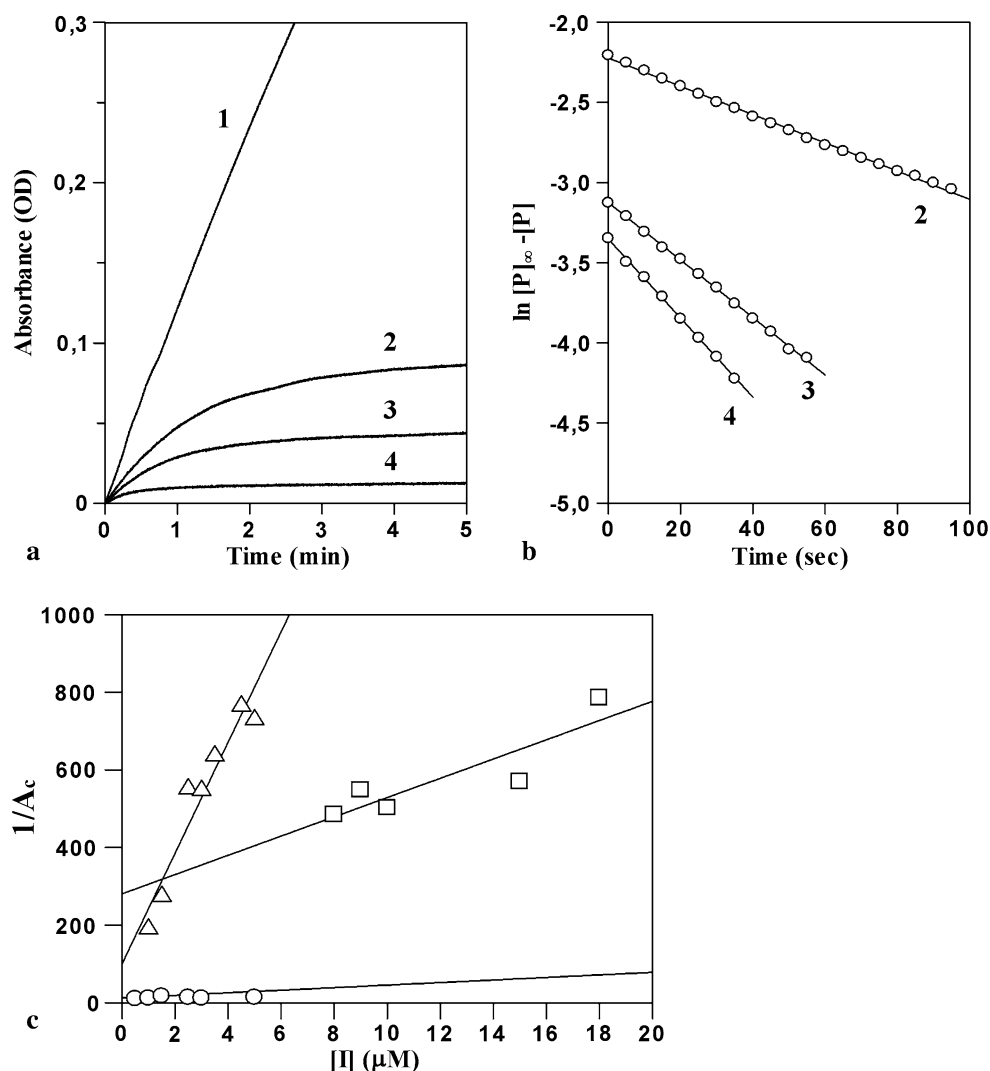 0,3
0,2
0,1
0
Absorbance (OD)
1
2
3
4
0 1 2 3 4 5
Time (min)
a
-2,0
-2,5
-3,0
-3,5
-4,0
-4,5
-5,0
ln [P]∞ -[P]
2
3
4
0 20 40 60 80 100
Time (sec)
b
1000
800
600
400
200
0
1/Ac
0 2 4 6 8 10 12 14 16 18 20
[I] (μM)
c